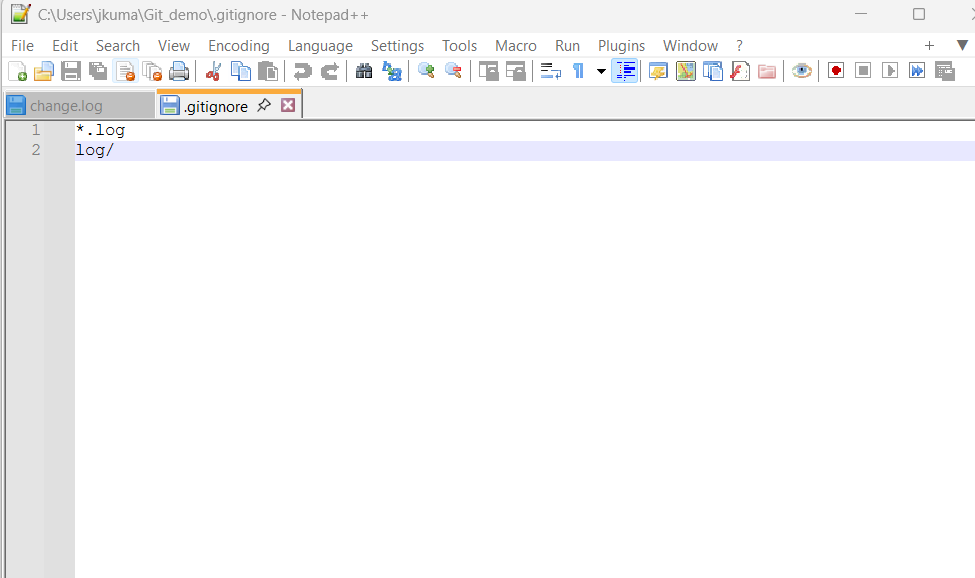 C:\Users\jkuma\Git_demo\.gitignore - Notepad++
File Edit Search View Encoding Language Settings Tools Macro Run Plugins Window ?
change.log .gitignore
1 *.log
2 log/